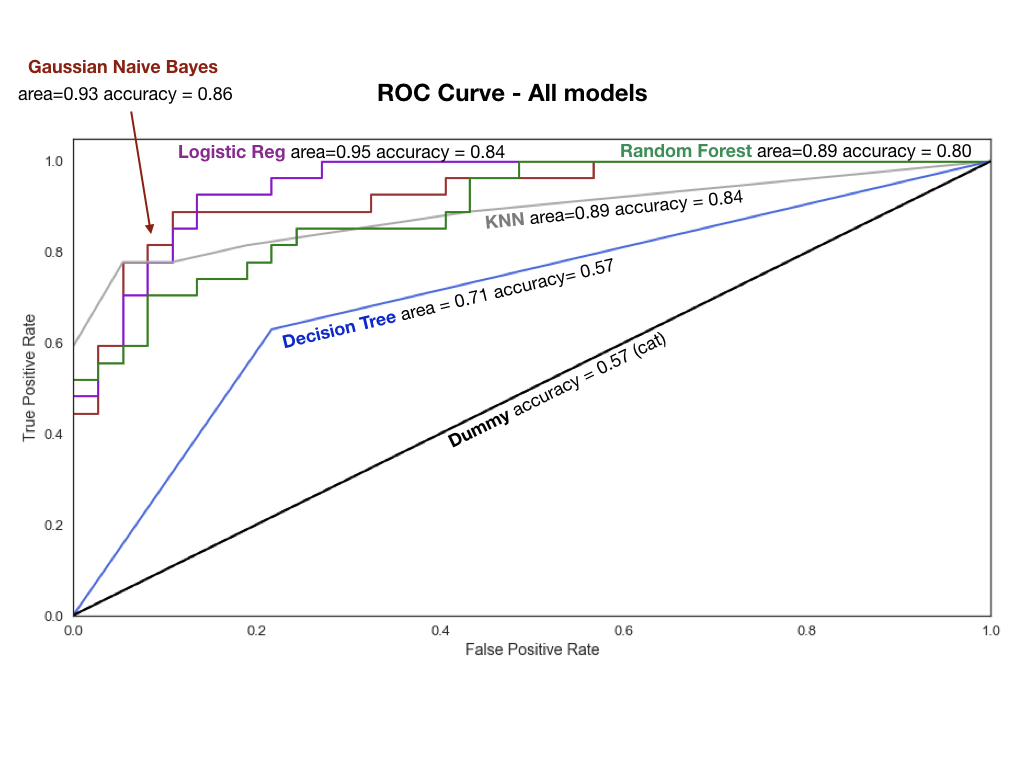 Gaussian Naive Bayes
area=0.93 accuracy = 0.86
ROC Curve - All models
Logistic Reg area=0.95 accuracy = 0.84
Random Forest area=0.89 accuracy = 0.80
KNN area=0.89 accuracy = 0.84
Decision Tree area = 0.71 accuracy= 0.57
Dummy accuracy = 0.57 (cat)
True Positive Rate
1.0
0.8
0.6
0.4
0.2
0.0
0.0 0.2 0.4 0.6 0.8 1.0
False Positive Rate